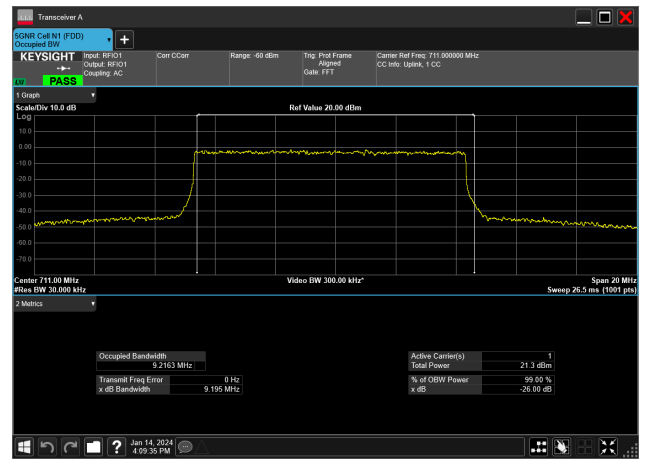 Transceiver A
5GNR Cell N1 (FDD)
Occupied BW
KEYSIGHT
LW PASS
Input: RFIO1
Output: RFIO1
Coupling: AC
Corr CCorr
Range: -60 dBm
Trig: Prot Frame
Aligned
Gate: FFT
Carrier Ref Freq: 711.000000 MHz
CC Info: Uplink, 1 CC
1 Graph
Scale/Div 10.0 dB
Ref Value 20.00 dBm
Log
10.0
0.00
-10.0
-20.0
-30.0
-40.0
-50.0
-60.0
-70.0
Center 711.00 MHz
Video BW 300.00 kHz*
Span 20 MHz
#Res BW 30.000 kHz
Sweep 26.5 ms (1001 pts)
2 Metrics
Occupied Bandwidth
9.2163 MHz
Active Carrier(s) 1
Total Power 21.3 dBm
Transmit Freq Error 0 Hz
x dB Bandwidth 9.195 MHz
% of OBW Power 99.00 %
x dB -26.00 dB
Jan 14, 2024
4:09:35 PM